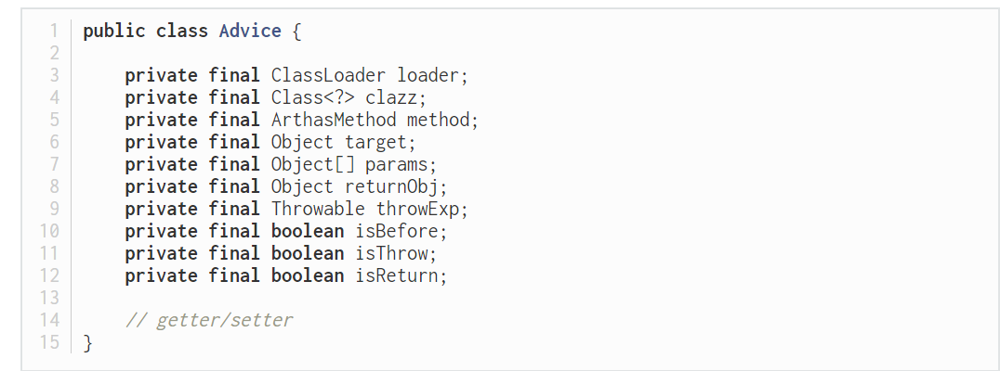 1 public class Advice {
2
3     private final ClassLoader loader;
4     private final Class<?> clazz;
5     private final ArthasMethod method;
6     private final Object target;
7     private final Object[] params;
8     private final Object returnObj;
9     private final Throwable throwExp;
10     private final boolean isBefore;
11     private final boolean isThrow;
12     private final boolean isReturn;
13
14     // getter/setter
15 }